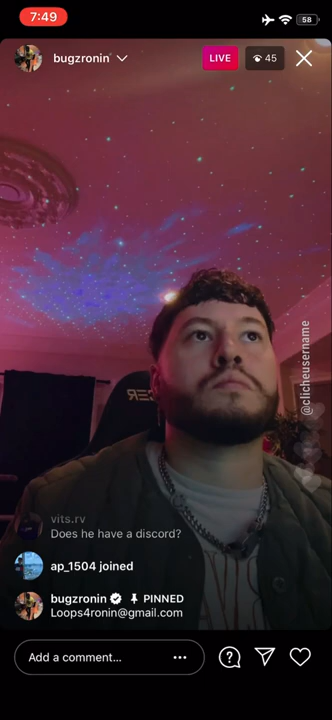 7:49
58
bugzronin
LIVE
45
@clicheusername
vits.rv
Does he have a discord?
ap_1504 joined
bugzronin PINNED
Loops4ronin@gmail.com
Add a comment...